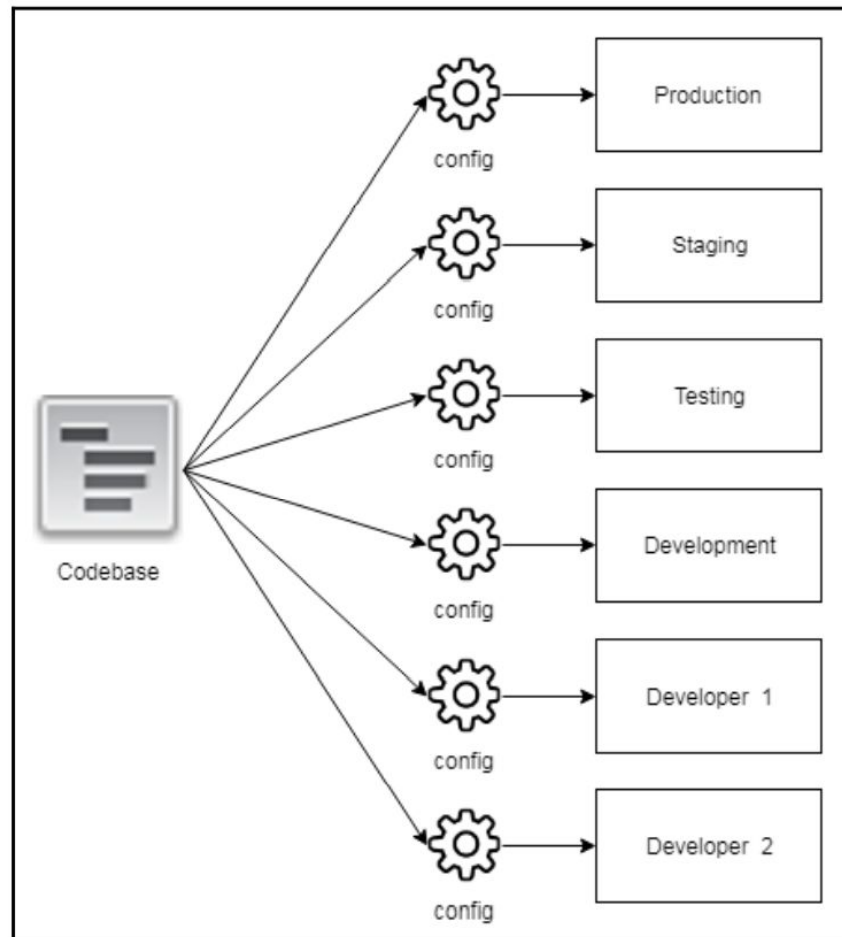 Production
config
Staging
config
Testing
config
Codebase
Development
config
Developer 1
config
Developer 2
config